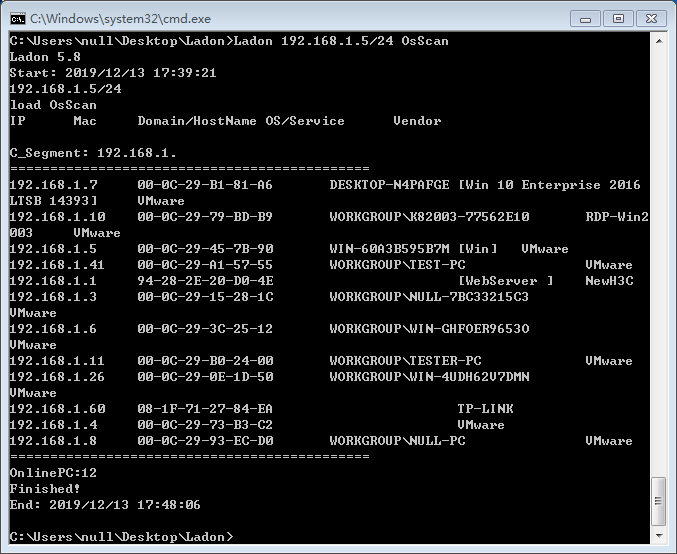 C:\Windows\system32\cmd.exe
C:\Users\null\Desktop\Ladon>Ladon 192.168.1.5/24 OsScan
Ladon 5.8
Start: 2019/12/13 17:39:21
192.168.1.5/24
load OsScan
IP      Mac     Domain/HostName OS/Service      Vendor
C_Segment: 192.168.1.
=============================================
192.168.1.7     00-0C-29-B1-81-A6       DESKTOP-N4PAFGE [Win 10 Enterprise 2016
LTSB 14393]     VMware
192.168.1.10    00-0C-29-79-BD-B9       WORKGROUP\K82003-77562E10       RDP-Win2
003     VMware
192.168.1.5     00-0C-29-45-7B-90       WIN-60A3B595B7M [Win]   VMware
192.168.1.41    00-0C-29-A1-57-55       WORKGROUP\TEST-PC               VMware
192.168.1.1     94-28-2E-20-D0-4E                       [WebServer ]    NewH3C
192.168.1.3     00-0C-29-15-28-1C       WORKGROUP\NULL-7BC33215C3
VMware
192.168.1.6     00-0C-29-3C-25-12       WORKGROUP\WIN-GHFOER9653O
VMware
192.168.1.11    00-0C-29-B0-24-00       WORKGROUP\TESTER-PC             VMware
192.168.1.26    00-0C-29-0E-1D-50       WORKGROUP\WIN-4UDH62V7DMN
VMware
192.168.1.60    08-1F-71-27-84-EA                       TP-LINK
192.168.1.4     00-0C-29-73-B3-C2                       VMware
192.168.1.8     00-0C-29-93-EC-D0       WORKGROUP\NULL-PC               VMware
=============================================
OnlinePC:12
Finished!
End: 2019/12/13 17:48:06
C:\Users\null\Desktop\Ladon>